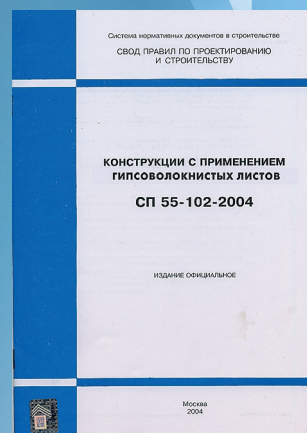 Система нормативных документов в строительстве
СВОД ПРАВИЛ ПО ПРОЕКТИРОВАНИЮ
И СТРОИТЕЛЬСТВУ
КОНСТРУКЦИИ С ПРИМЕНЕНИЕМ
ГИПСОВОЛОКНИСТЫХ ЛИСТОВ
СП 55-102-2004
ИЗДАНИЕ ОФИЦИАЛЬНОЕ
Москва
2004